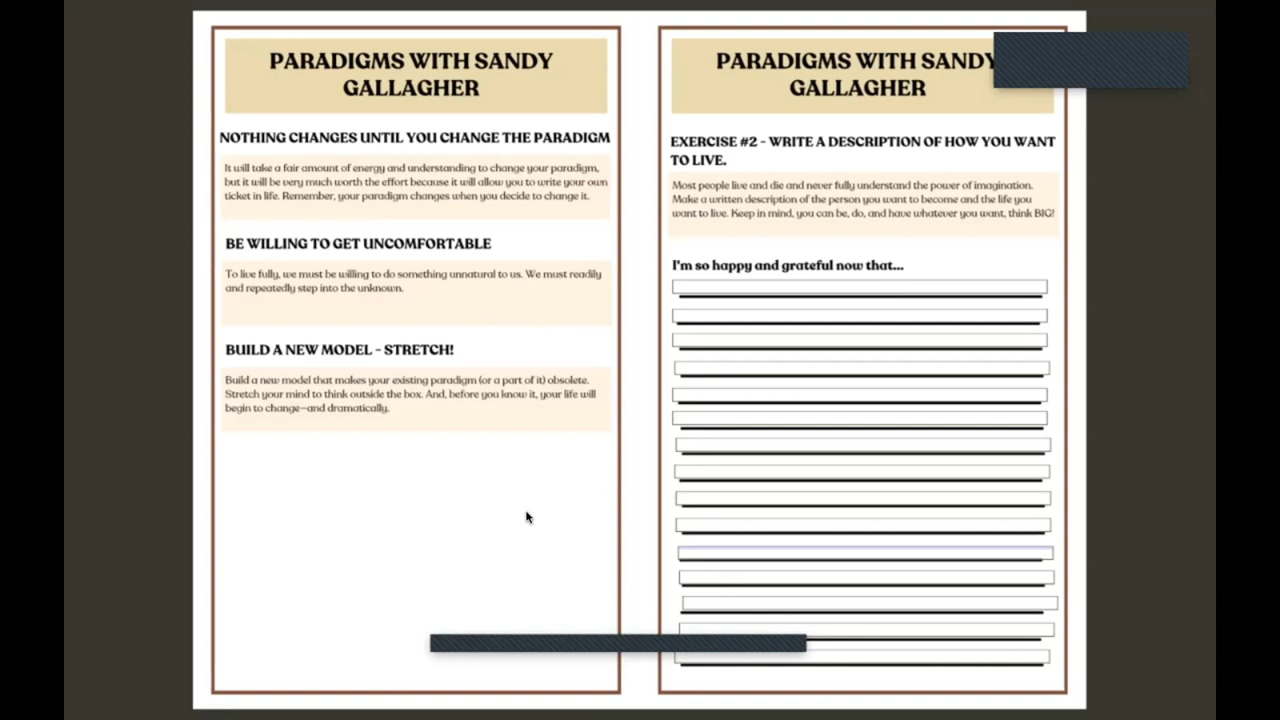 PARADIGMS WITH SANDY
GALLAGHER
NOTHING CHANGES UNTIL YOU CHANGE THE PARADIGM
It will take a fair amount of energy and understanding to change your paradigm,
but it will be very much worth the effort because it will allow you to write your own
ticket in life. Remember, your paradigm changes when you decide to change it.
BE WILLING TO GET UNCOMFORTABLE
To live fully, we must be willing to do something unnatural to us. We must readily
and repeatedly step into the unknown.
BUILD A NEW MODEL - STRETCH!
Build a new model that makes your existing paradigm (or a part of it) obsolete.
Stretch your mind to think outside the box. And, before you know it, your life will
begin to change—and dramatically.
PARADIGMS WITH SANDY
GALLAGHER
EXERCISE #2 - WRITE A DESCRIPTION OF HOW YOU WANT
TO LIVE.
Most people live and die and never fully understand the power of imagination.
Make a written description of the person you want to become and the life you
want to live. Keep in mind, you can be, do, and have whatever you want, think BIG!
I'm so happy and grateful now that...